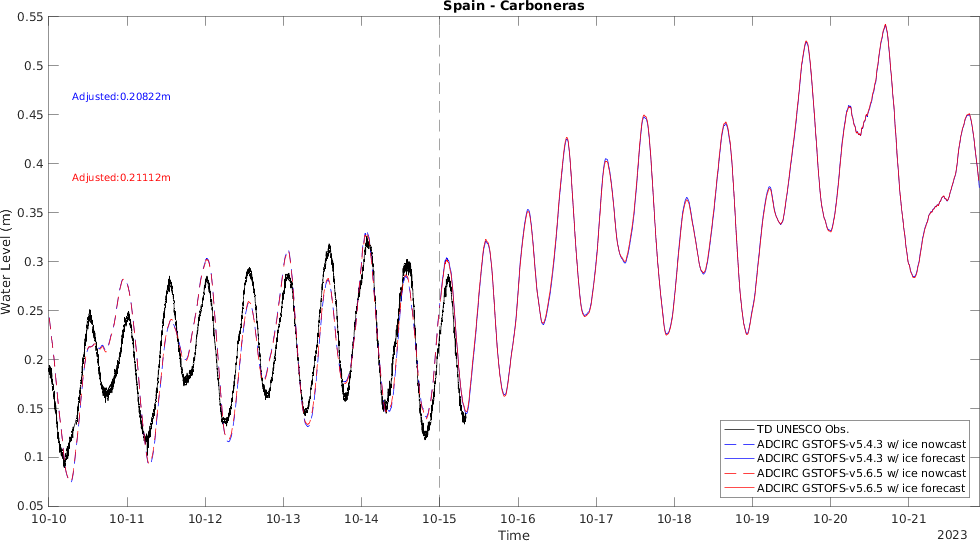 Spain - Carboneras
0.55
0.5
0.45
0.4
0.35
0.3
0.25
0.2
0.15
0.1
0.05
Water Level (m)
Adjusted:0.20822m
Adjusted:0.21112m
TD UNESCO Obs.
ADCIRC GSTOFS-v5.4.3 w/ ice nowcast
ADCIRC GSTOFS-v5.4.3 w/ ice forecast
ADCIRC GSTOFS-v5.6.5 w/ ice nowcast
ADCIRC GSTOFS-v5.6.5 w/ ice forecast
10-10 10-11 10-12 10-13 10-14 10-15 10-16 10-17 10-18 10-19 10-20 10-21
Time
2023